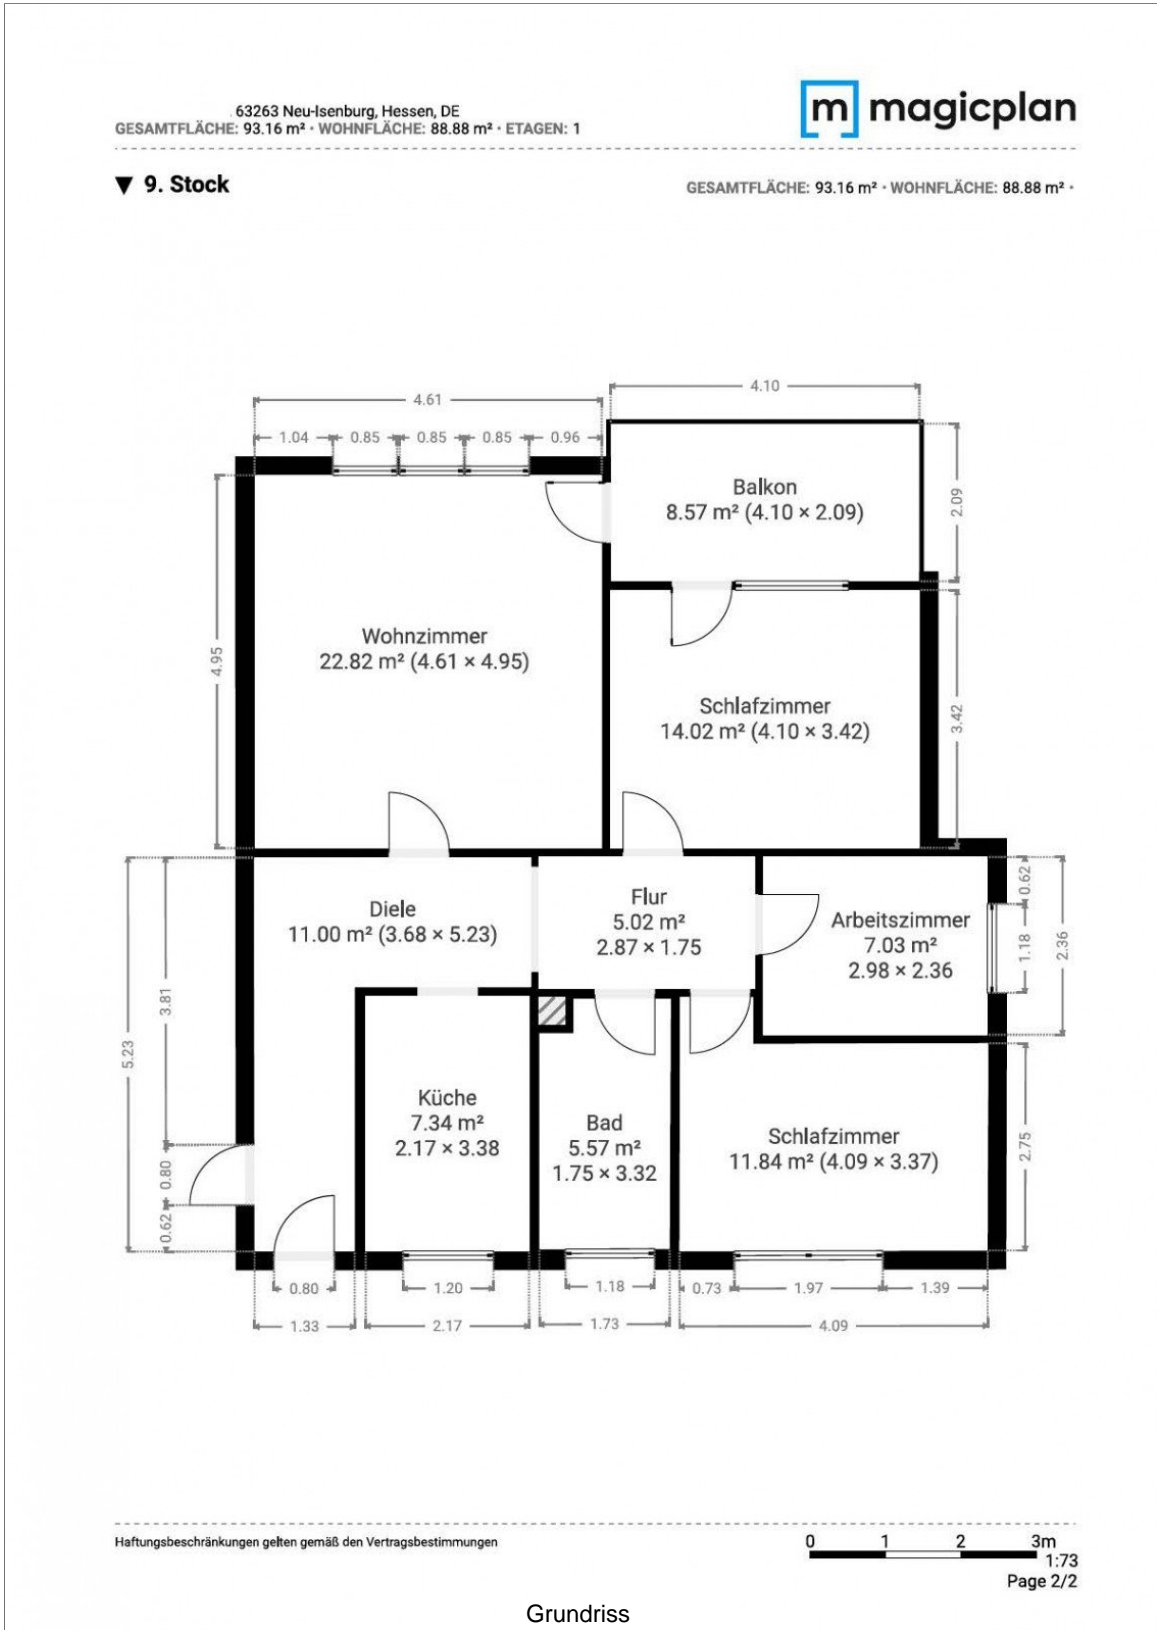 63263 Neu-Isenburg, Hessen, DE
GESAMTFLÄCHE: 93.16 m² · WOHNFLÄCHE: 88.88 m² · ETAGEN: 1
m magicplan
▼ 9. Stock
GESAMTFLÄCHE: 93.16 m² · WOHNFLÄCHE: 88.88 m² ·
4.10
4.61
1.04 0.85 0.85 0.85 0.96
Balkon
8.57 m² (4.10 × 2.09)
2.09
Wohnzimmer
22.82 m² (4.61 × 4.95)
4.95
Schlafzimmer
14.02 m² (4.10 × 3.42)
3.42
Diele
11.00 m² (3.68 × 5.23)
Flur
5.02 m²
2.87 × 1.75
Arbeitszimmer
7.03 m²
2.98 × 2.36
0.62
1.18
2.36
3.81
5.23
0.80
0.62
Küche
7.34 m²
2.17 × 3.38
Bad
5.57 m²
1.75 × 3.32
Schlafzimmer
11.84 m² (4.09 × 3.37)
2.75
0.80 1.20 1.18 0.73 1.97 1.39
1.33 2.17 1.73 4.09
Haftungsbeschränkungen gelten gemäß den Vertragsbestimmungen
0 1 2 3m
1:73
Page 2/2
Grundriss